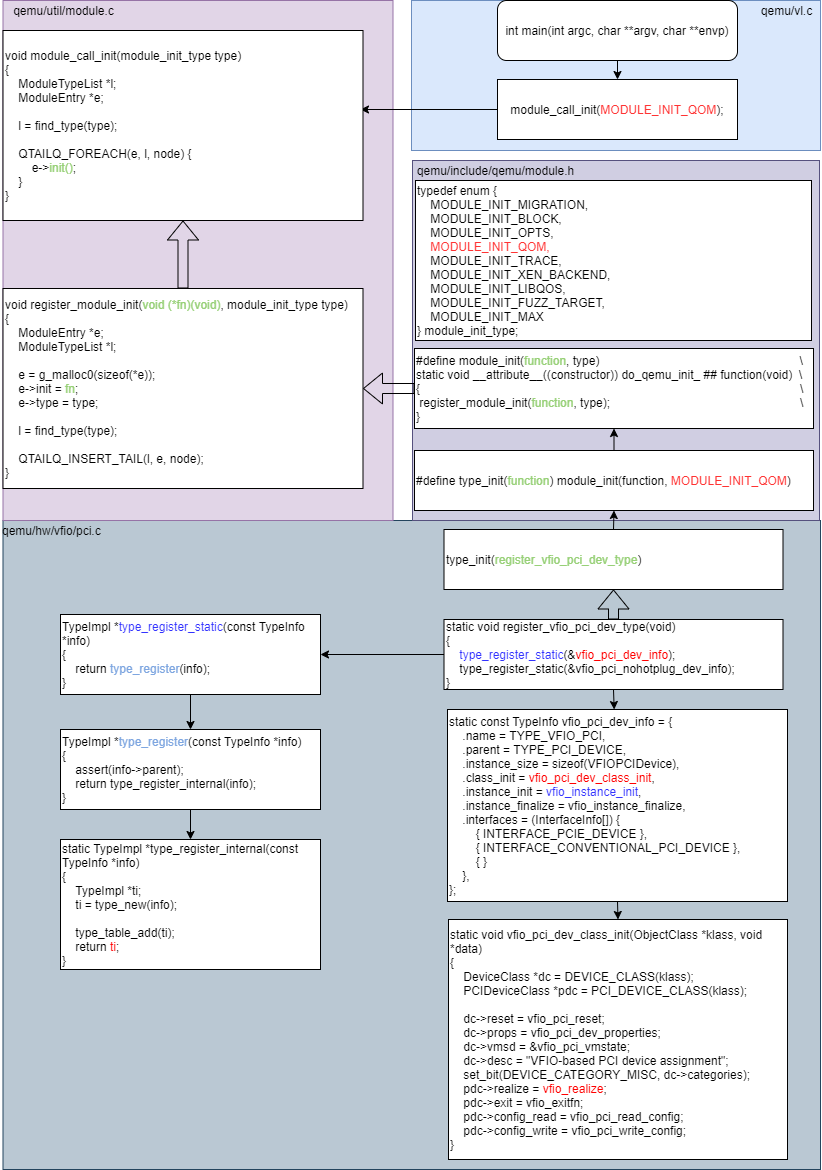 qemu/util/module.c
void module_call_init(module_init_type type)
{
    ModuleTypeList *l;
    ModuleEntry *e;

    l = find_type(type);

    QTAILQ_FOREACH(e, l, node) {
        e->init();
    }
}
void register_module_init(void (*fn)(void), module_init_type type)
{
    ModuleEntry *e;
    ModuleTypeList *l;

    e = g_malloc0(sizeof(*e));
    e->init = fn;
    e->type = type;

    l = find_type(type);

    QTAILQ_INSERT_TAIL(l, e, node);
}
qemu/vl.c
int main(int argc, char **argv, char **envp)
module_call_init(MODULE_INIT_QOM);
qemu/include/qemu/module.h
typedef enum {
    MODULE_INIT_MIGRATION,
    MODULE_INIT_BLOCK,
    MODULE_INIT_OPTS,
    MODULE_INIT_QOM,
    MODULE_INIT_TRACE,
    MODULE_INIT_XEN_BACKEND,
    MODULE_INIT_LIBQOS,
    MODULE_INIT_FUZZ_TARGET,
    MODULE_INIT_MAX
} module_init_type;
#define module_init(function, type) \
static void __attribute__((constructor)) do_qemu_init_ ## function(void) \
{ \
 register_module_init(function, type); \
}
#define type_init(function) module_init(function, MODULE_INIT_QOM)
qemu/hw/vfio/pci.c
type_init(register_vfio_pci_dev_type)
static void register_vfio_pci_dev_type(void)
{
    type_register_static(&vfio_pci_dev_info);
    type_register_static(&vfio_pci_nohotplug_dev_info);
}
TypeImpl *type_register_static(const TypeInfo
*info)
{
    return type_register(info);
}
TypeImpl *type_register(const TypeInfo *info)
{
    assert(info->parent);
    return type_register_internal(info);
}
static TypeImpl *type_register_internal(const
TypeInfo *info)
{
    TypeImpl *ti;
    ti = type_new(info);

    type_table_add(ti);
    return ti;
}
static const TypeInfo vfio_pci_dev_info = {
    .name = TYPE_VFIO_PCI,
    .parent = TYPE_PCI_DEVICE,
    .instance_size = sizeof(VFIOPCIDevice),
    .class_init = vfio_pci_dev_class_init,
    .instance_init = vfio_instance_init,
    .instance_finalize = vfio_instance_finalize,
    .interfaces = (InterfaceInfo[]) {
        { INTERFACE_PCIE_DEVICE },
        { INTERFACE_CONVENTIONAL_PCI_DEVICE },
        { }
    },
};
static void vfio_pci_dev_class_init(ObjectClass *klass, void
*data)
{
    DeviceClass *dc = DEVICE_CLASS(klass);
    PCIDeviceClass *pdc = PCI_DEVICE_CLASS(klass);

    dc->reset = vfio_pci_reset;
    dc->props = vfio_pci_dev_properties;
    dc->vmsd = &vfio_pci_vmstate;
    dc->desc = "VFIO-based PCI device assignment";
    set_bit(DEVICE_CATEGORY_MISC, dc->categories);
    pdc->realize = vfio_realize;
    pdc->exit = vfio_exitfn;
    pdc->config_read = vfio_pci_read_config;
    pdc->config_write = vfio_pci_write_config;
}